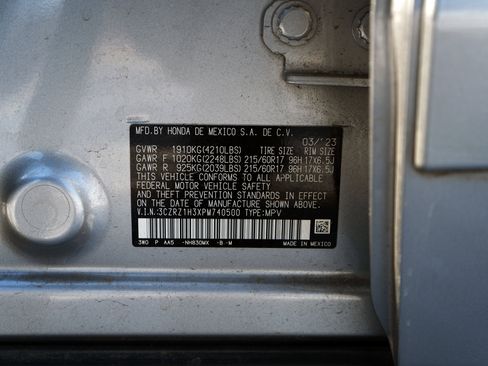 MFD.BY HONDA DE MEXICO S.A. DE C.V.
03/'23
GVWR 1910KG(4210LBS) TIRE SIZE RIM SIZE
GAWR F 1020KG(2248LBS) 215/60R17 96H 17X6.5J
GAWR R 925KG(2039LBS) 215/60R17 96H 17X6.5J
THIS VEHICLE CONFORMS TO ALL APPLICABLE
FEDERAL MOTOR VEHICLE SAFETY
AND THEFT PREVENTION STANDARDS IN EFFECT
ON THE DATE OF MANUFACTURE SHOWN ABOVE.
V.I.N.:3CZRZ1H3XPM740500 TYPE:MPV
3W0 P AA5 -NH830MX -B -M MADE IN MEXICO